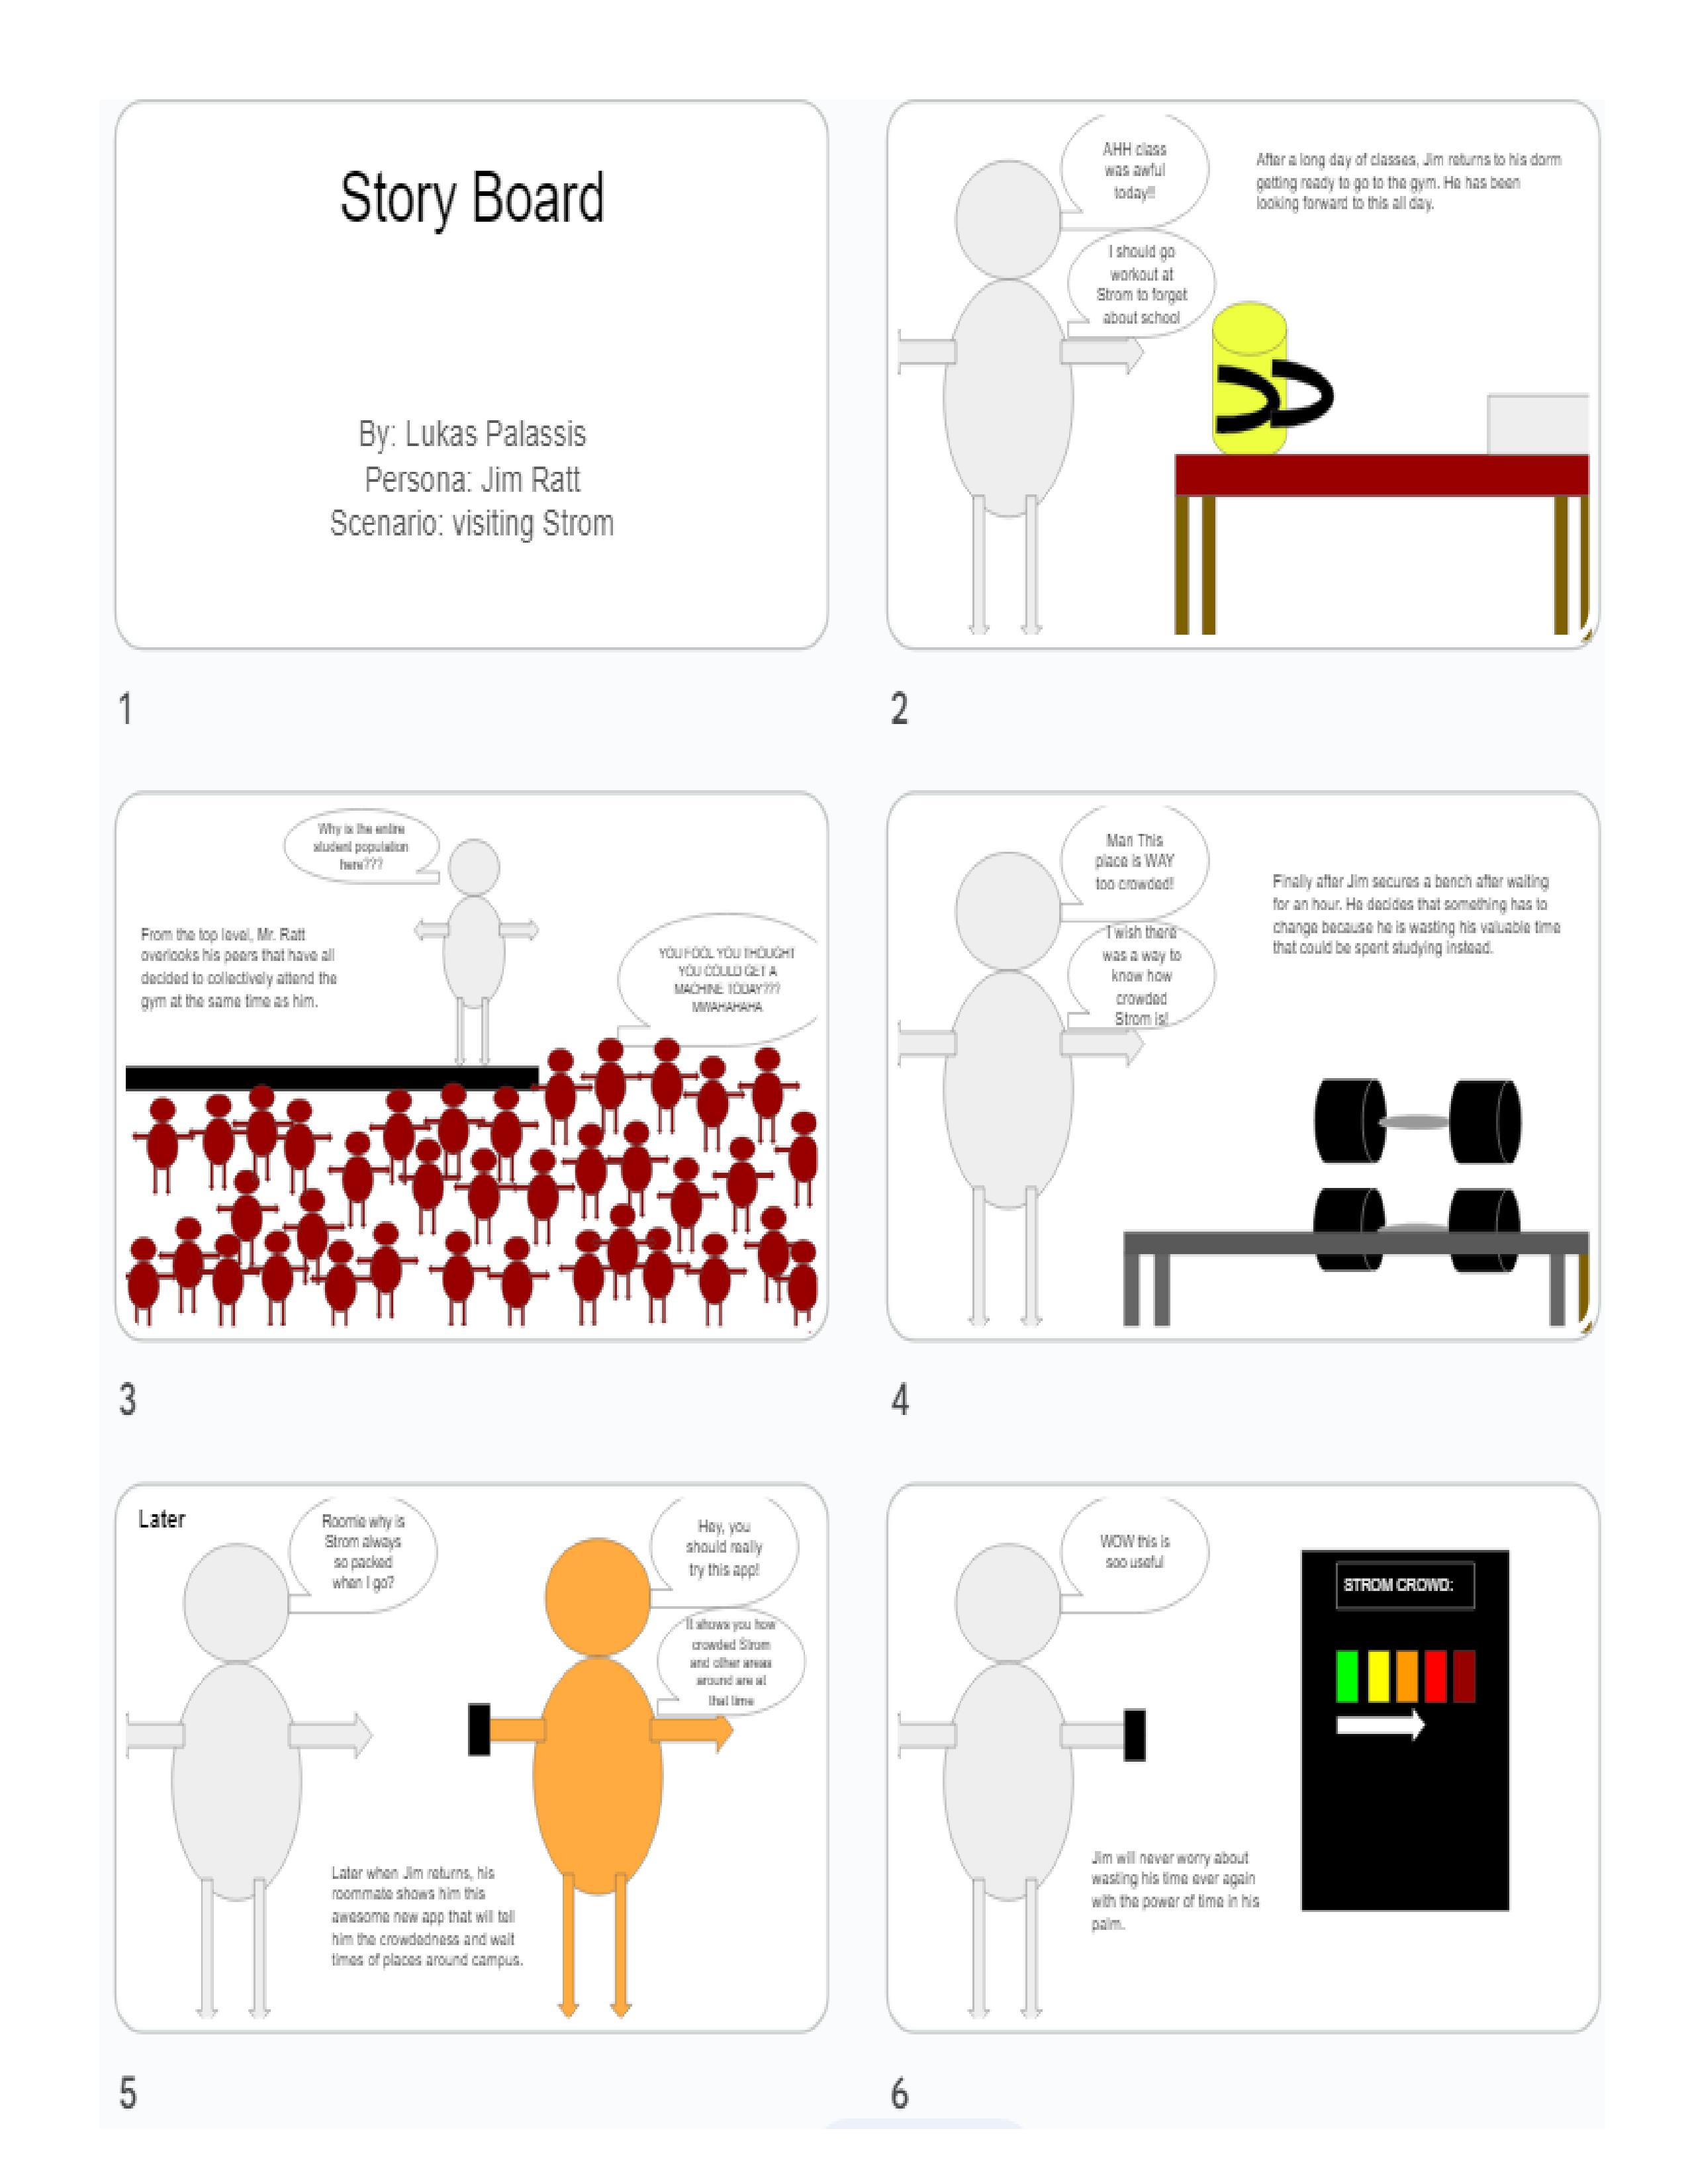 Story Board
By: Lukas Palassis
Persona: Jim Ratt
Scenario: visiting Strom
1
AHH class
was awful
today!!
I should go
workout at
Strom to forget
about school
After a long day of classes, Jim returns to his dorm
getting ready to go to the gym. He has been
looking forward to this all day.
2
Why is the entire
student population
here???
From the top level, Mr. Ratt
overlooks his peers that have all
decided to collectively attend the
gym at the same time as him.
YOU FOOL YOU THOUGHT
YOU COULD GET A
MACHINE TODAY???
MWAHAHAHA
3
Man This
place is WAY
too crowded!
I wish there
was a way to
know how
crowded
Strom is!
Finally after Jim secures a bench after waiting
for an hour. He decides that something has to
change because he is wasting his valuable time
that could be spent studying instead.
4
Later
Roomie why is
Strom always
so packed
when I go?
Hey, you
should really
try this app!
It shows you how
crowded Strom
and other areas
around are at
that time
Later when Jim returns, his
roommate shows him this
awesome new app that will tell
him the crowdedness and wait
times of places around campus.
5
WOW this is
soo useful
STROM CROWD:
Jim will never worry about
wasting his time ever again
with the power of time in his
palm.
6